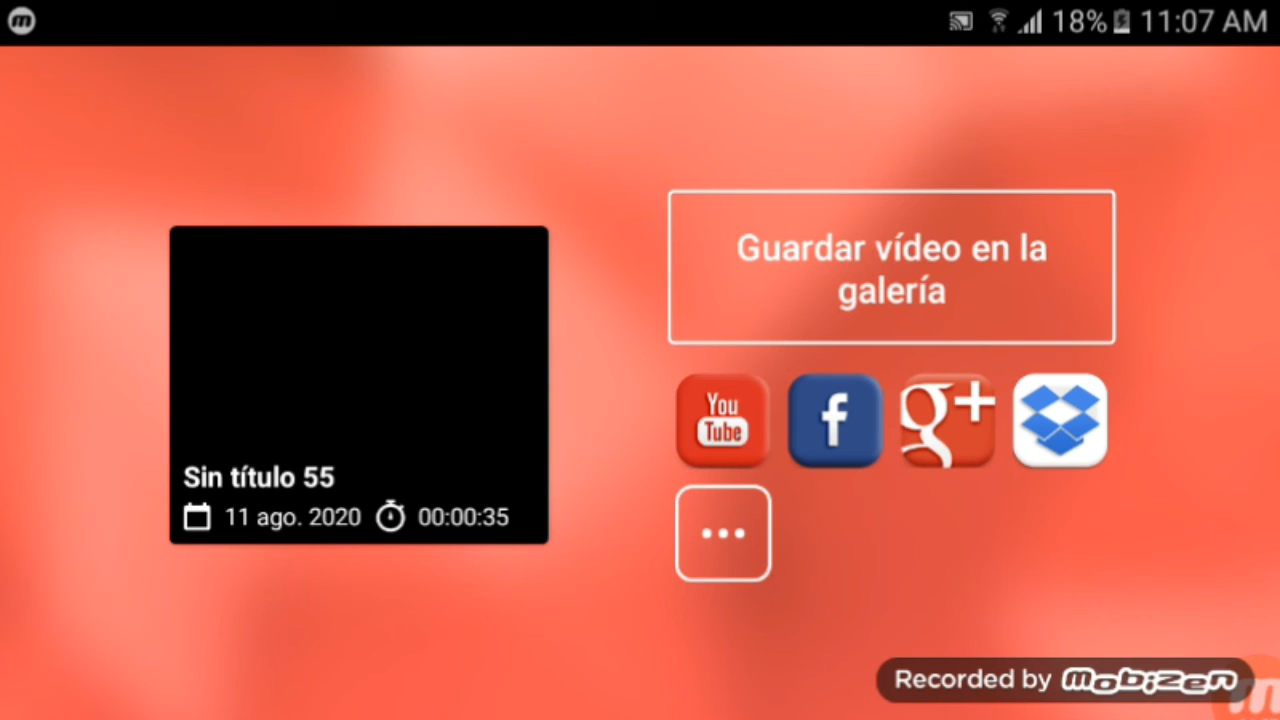 m 18% 11:07 AM
Guardar vídeo en la
galería
You
Tube
f
g+
Sin título 55
11 ago. 2020 00:00:35
Recorded by mobizen
m